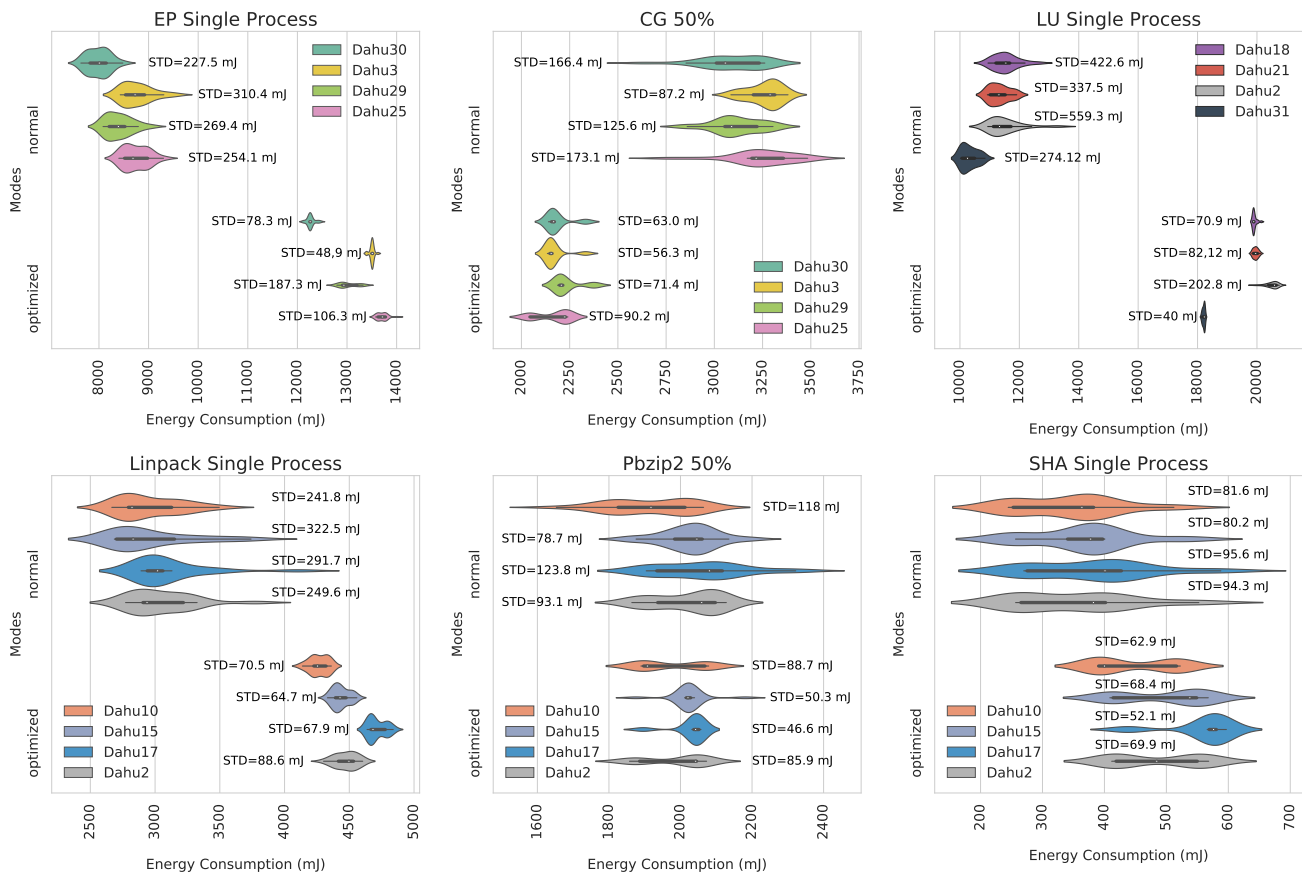 EP Single Process
STD=227.5 mJ
STD=310.4 mJ
STD=269.4 mJ
STD=254.1 mJ
STD=78.3 mJ
STD=48,9 mJ
STD=187.3 mJ
STD=106.3 mJ
Dahu30
Dahu3
Dahu29
Dahu25
normal
Modes
optimized
8000
9000
10000
11000
12000
13000
14000
Energy Consumption (mJ)
CG 50%
STD=166.4 mJ
STD=87.2 mJ
STD=125.6 mJ
STD=173.1 mJ
STD=63.0 mJ
STD=56.3 mJ
STD=71.4 mJ
STD=90.2 mJ
Dahu30
Dahu3
Dahu29
Dahu25
normal
Modes
optimized
2000
2250
2500
2750
3000
3250
3500
3750
Energy Consumption (mJ)
LU Single Process
STD=422.6 mJ
STD=337.5 mJ
STD=559.3 mJ
STD=274.12 mJ
STD=70.9 mJ
STD=82,12 mJ
STD=202.8 mJ
STD=40 mJ
Dahu18
Dahu21
Dahu2
Dahu31
normal
Modes
optimized
10000
12000
14000
16000
18000
20000
Energy Consumption (mJ)
Linpack Single Process
STD=241.8 mJ
STD=322.5 mJ
STD=291.7 mJ
STD=249.6 mJ
STD=70.5 mJ
STD=64.7 mJ
STD=67.9 mJ
STD=88.6 mJ
Dahu10
Dahu15
Dahu17
Dahu2
normal
Modes
optimized
2500
3000
3500
4000
4500
5000
Energy Consumption (mJ)
Pbzip2 50%
STD=118 mJ
STD=78.7 mJ
STD=123.8 mJ
STD=93.1 mJ
STD=88.7 mJ
STD=50.3 mJ
STD=46.6 mJ
STD=85.9 mJ
Dahu10
Dahu15
Dahu17
Dahu2
normal
Modes
optimized
1600
1800
2000
2200
2400
Energy Consumption (mJ)
SHA Single Process
STD=81.6 mJ
STD=80.2 mJ
STD=95.6 mJ
STD=94.3 mJ
STD=62.9 mJ
STD=68.4 mJ
STD=52.1 mJ
STD=69.9 mJ
Dahu10
Dahu15
Dahu17
Dahu2
normal
Modes
optimized
200
300
400
500
600
700
Energy Consumption (mJ)